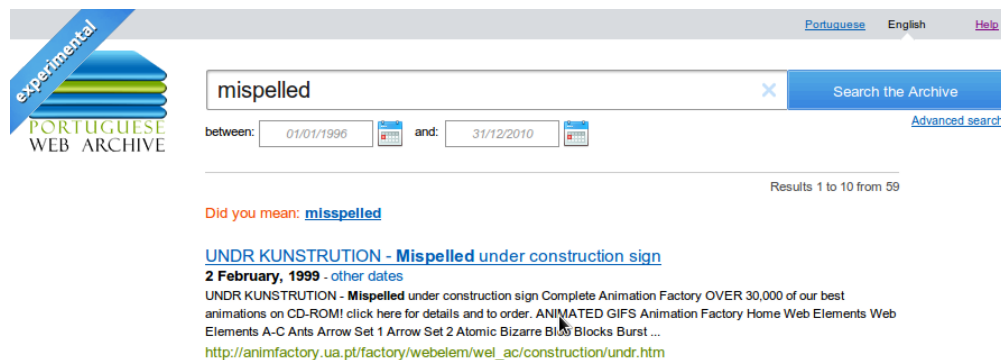 Portuguese English Help
experimental
PORTUGUESE
WEB ARCHIVE
mispelled
Search the Archive
between: 01/01/1996 and: 31/12/2010
Advanced search
Results 1 to 10 from 59
Did you mean: misspelled
UNDR KUNSTRUTION - Mispelled under construction sign
2 February, 1999 - other dates
UNDR KUNSTRUTION - Mispelled under construction sign Complete Animation Factory OVER 30,000 of our best
animations on CD-ROM! click here for details and to order. ANIMATED GIFS Animation Factory Home Web Elements Web
Elements A-C Ants Arrow Set 1 Arrow Set 2 Atomic Bizarre Blocks Burst ...
http://animfactory.ua.pt/factory/webelem/wel_ac/construction/undr.htm